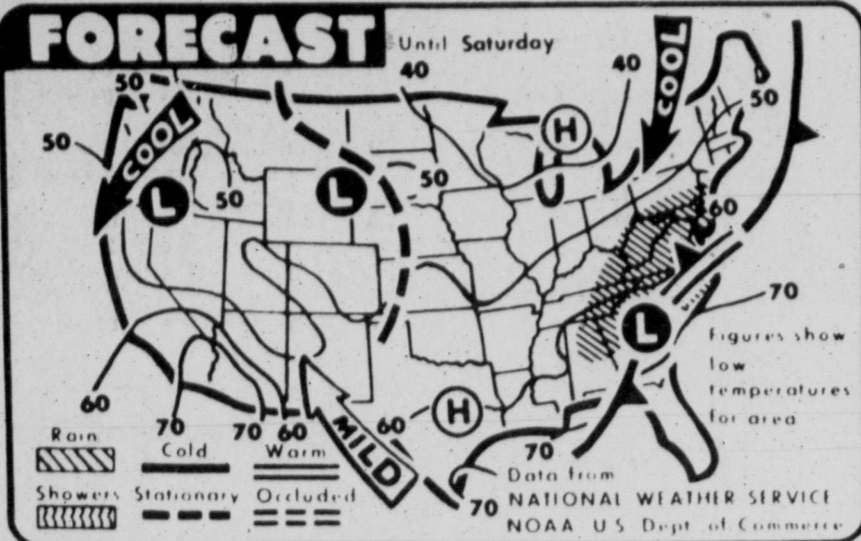 FORECAST
Until Saturday
50
40
40
COOL
50
50
COOL
H
50
L
50
L
50
60
70
L
Figures show
low
temperatures
for area
60
70
70
60
MILD
60
H
70
70
Rain
Cold
Warm
Showers
Stationary
Occluded
Data from
NATIONAL WEATHER SERVICE
NOAA U S Dept of Commerce